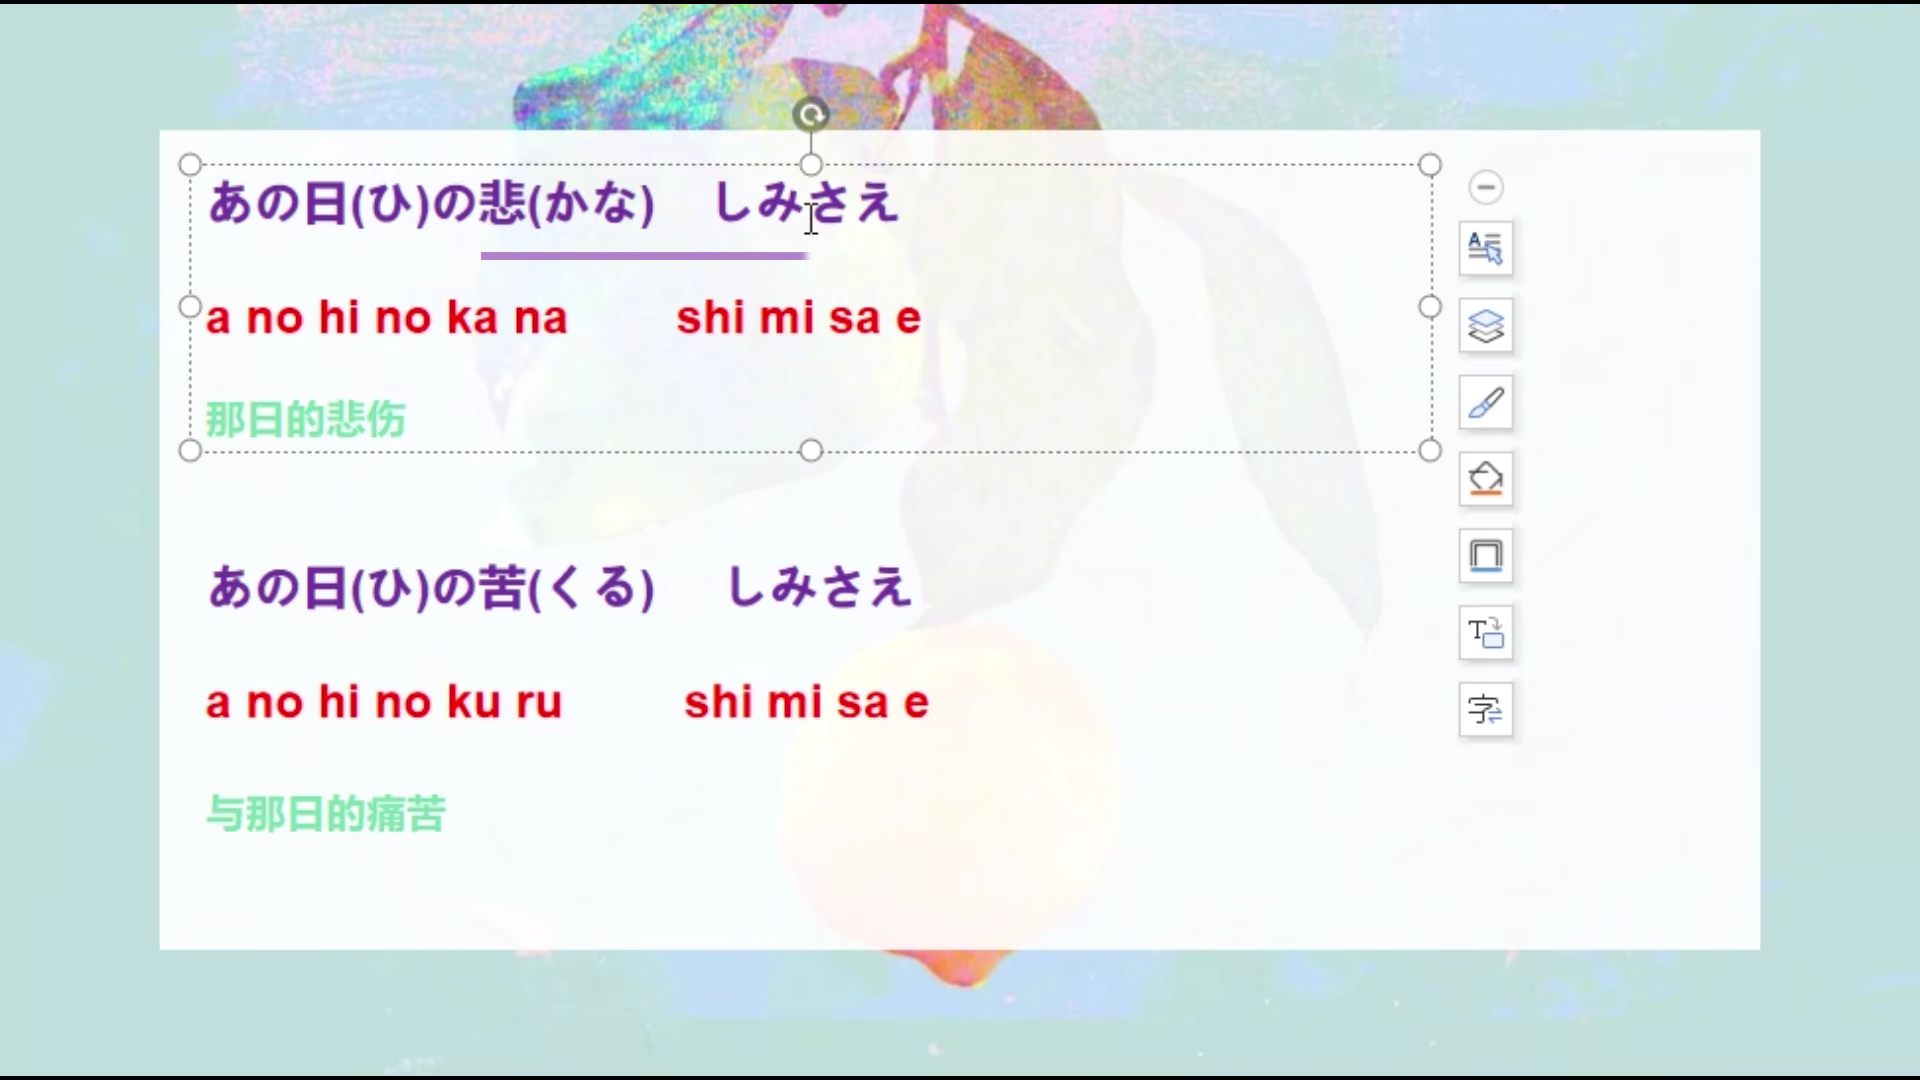 あの日(ひ)の悲(かな)　しみさえ
a no hi no ka na shi mi sa e
那日的悲伤
あの日(ひ)の苦(くる)　しみさえ
a no hi no ku ru shi mi sa e
与那日的痛苦